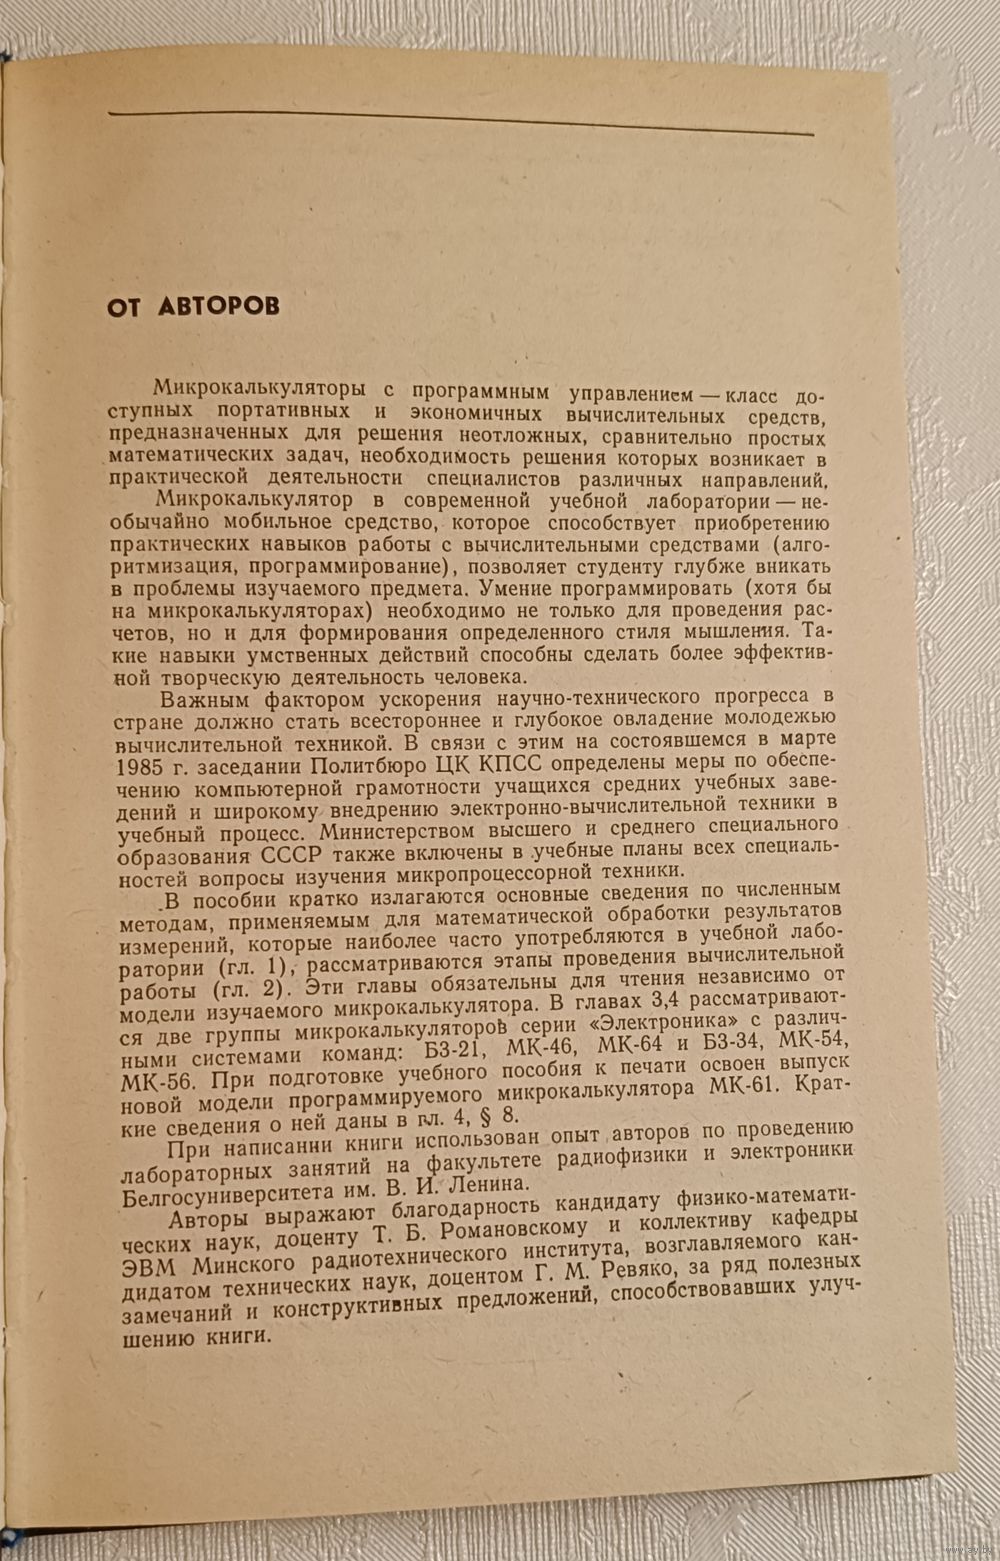 ОТ АВТОРОВ
Микрокалькуляторы с программным управлением — класс до-
ступных портативных и экономичных вычислительных средств,
предназначенных для решения неотложных, сравнительно простых
математических задач, необходимость решения которых возникает в
практической деятельности специалистов различных направлений.
Микрокалькулятор в современной учебной лаборатории — не-
обычайно мобильное средство, которое способствует приобретению
практических навыков работы с вычислительными средствами (алго-
ритмизация, программирование), позволяет студенту глубже вникать
в проблемы изучаемого предмета. Умение программировать (хотя бы
на микрокалькуляторах) необходимо не только для проведения рас-
четов, но и для формирования определенного стиля мышления. Та-
кие навыки умственных действий способны сделать более эффектив-
ной творческую деятельность человека.
Важным фактором ускорения научно-технического прогресса в
стране должно стать всестороннее и глубокое овладение молодежью
вычислительной техникой. В связи с этим на состоявшемся в марте
1985 г. заседании Политбюро ЦК КПСС определены меры по обеспе-
чению компьютерной грамотности учащихся средних учебных заве-
дений и широкому внедрению электронно-вычислительной техники в
учебный процесс. Министерством высшего и среднего специального
образования СССР также включены в учебные планы всех специаль-
ностей вопросы изучения микропроцессорной техники.
В пособии кратко излагаются основные сведения по численным
методам, применяемым для математической обработки результатов
измерений, которые наиболее часто употребляются в учебной лабо-
ратории (гл. 1), рассматриваются этапы проведения вычислительной
работы (гл. 2). Эти главы обязательны для чтения независимо от
модели изучаемого микрокалькулятора. В главах 3,4 рассматривают-
ся две группы микрокалькуляторов серии «Электроника» с различ-
ными системами команд: Б3-21, МК-46, МК-64 и Б3-34, МК-54,
МК-56. При подготовке учебного пособия к печати освоен выпуск
новой модели программируемого микрокалькулятора МК-61. Крат-
кие сведения о ней даны в гл. 4, § 8.
При написании книги использован опыт авторов по проведению
лабораторных занятий на факультете радиофизики и электроники
Белгосуниверситета им. В. И. Ленина.
Авторы выражают благодарность кандидату физико-математи-
ческих наук, доценту Т. Б. Романовскому и коллективу кафедры
ЭВМ Минского радиотехнического института, возглавляемого кан-
дидатом технических наук, доцентом Г. М. Ревяко, за ряд полезных
замечаний и конструктивных предложений, способствовавших улуч-
шению книги.
www.ay.by